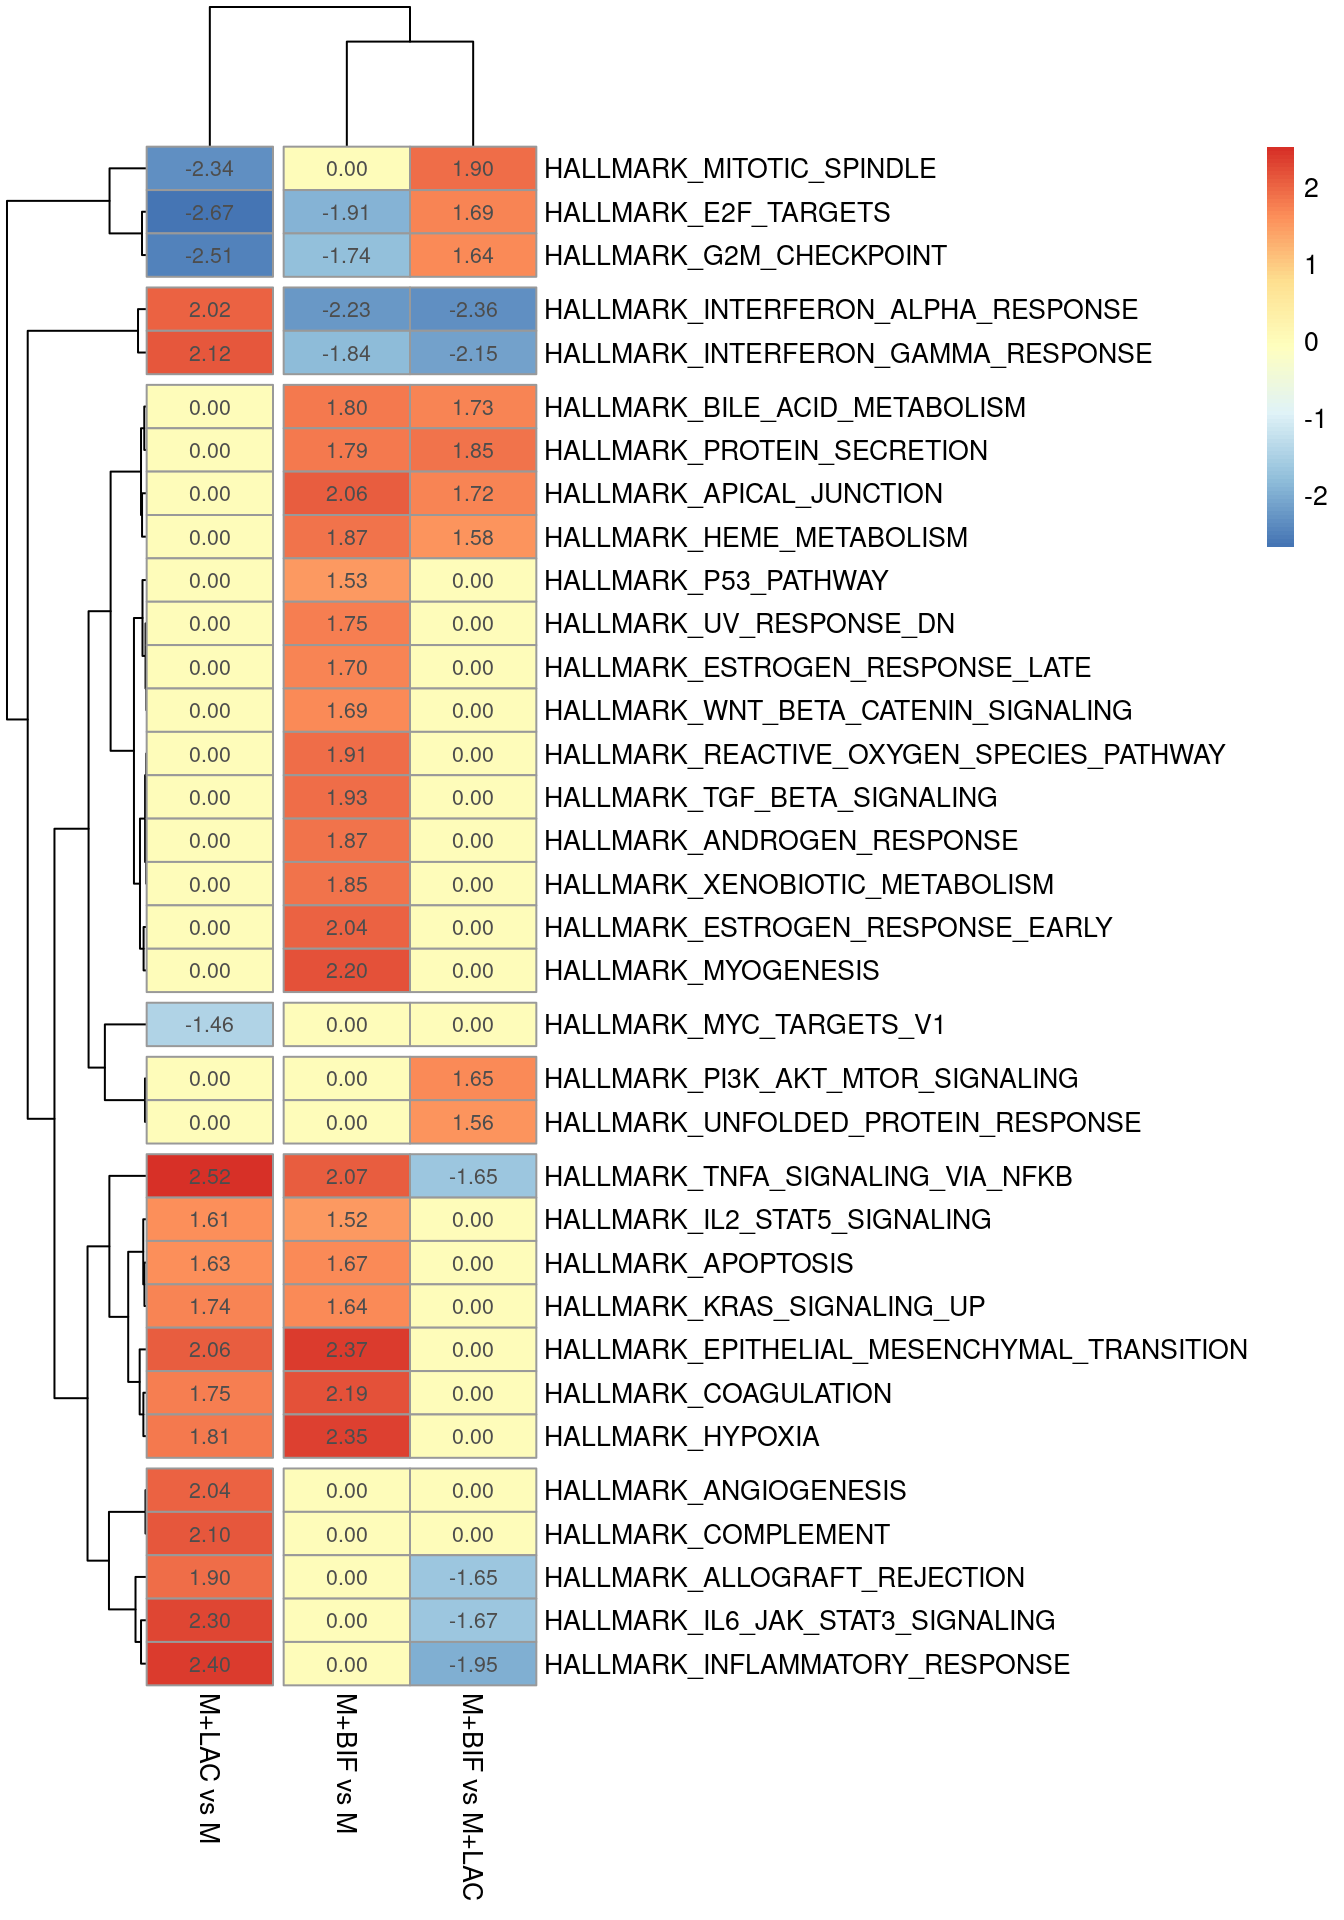 -2.34 0.00 1.90 HALLMARK_MITOTIC_SPINDLE
-2.67 -1.91 1.69 HALLMARK_E2F_TARGETS
-2.51 -1.74 1.64 HALLMARK_G2M_CHECKPOINT
2.02 -2.23 -2.36 HALLMARK_INTERFERON_ALPHA_RESPONSE
2.12 -1.84 -2.15 HALLMARK_INTERFERON_GAMMA_RESPONSE
0.00 1.80 1.73 HALLMARK_BILE_ACID_METABOLISM
0.00 1.79 1.85 HALLMARK_PROTEIN_SECRETION
0.00 2.06 1.72 HALLMARK_APICAL_JUNCTION
0.00 1.87 1.58 HALLMARK_HEME_METABOLISM
0.00 1.53 0.00 HALLMARK_P53_PATHWAY
0.00 1.75 0.00 HALLMARK_UV_RESPONSE_DN
0.00 1.70 0.00 HALLMARK_ESTROGEN_RESPONSE_LATE
0.00 1.69 0.00 HALLMARK_WNT_BETA_CATENIN_SIGNALING
0.00 1.91 0.00 HALLMARK_REACTIVE_OXYGEN_SPECIES_PATHWAY
0.00 1.93 0.00 HALLMARK_TGF_BETA_SIGNALING
0.00 1.87 0.00 HALLMARK_ANDROGEN_RESPONSE
0.00 1.85 0.00 HALLMARK_XENOBIOTIC_METABOLISM
0.00 2.04 0.00 HALLMARK_ESTROGEN_RESPONSE_EARLY
0.00 2.20 0.00 HALLMARK_MYOGENESIS
-1.46 0.00 0.00 HALLMARK_MYC_TARGETS_V1
0.00 0.00 1.65 HALLMARK_PI3K_AKT_MTOR_SIGNALING
0.00 0.00 1.56 HALLMARK_UNFOLDED_PROTEIN_RESPONSE
2.52 2.07 -1.65 HALLMARK_TNFA_SIGNALING_VIA_NFKB
1.61 1.52 0.00 HALLMARK_IL2_STAT5_SIGNALING
1.63 1.67 0.00 HALLMARK_APOPTOSIS
1.74 1.64 0.00 HALLMARK_KRAS_SIGNALING_UP
2.06 2.37 0.00 HALLMARK_EPITHELIAL_MESENCHYMAL_TRANSITION
1.75 2.19 0.00 HALLMARK_COAGULATION
1.81 2.35 0.00 HALLMARK_HYPOXIA
2.04 0.00 0.00 HALLMARK_ANGIOGENESIS
2.10 0.00 0.00 HALLMARK_COMPLEMENT
1.90 0.00 -1.65 HALLMARK_ALLOGRAFT_REJECTION
2.30 0.00 -1.67 HALLMARK_IL6_JAK_STAT3_SIGNALING
2.40 0.00 -1.95 HALLMARK_INFLAMMATORY_RESPONSE
M+LAC vs M
M+BIF vs M
M+BIF vs M+LAC
2
1
0
-1
-2